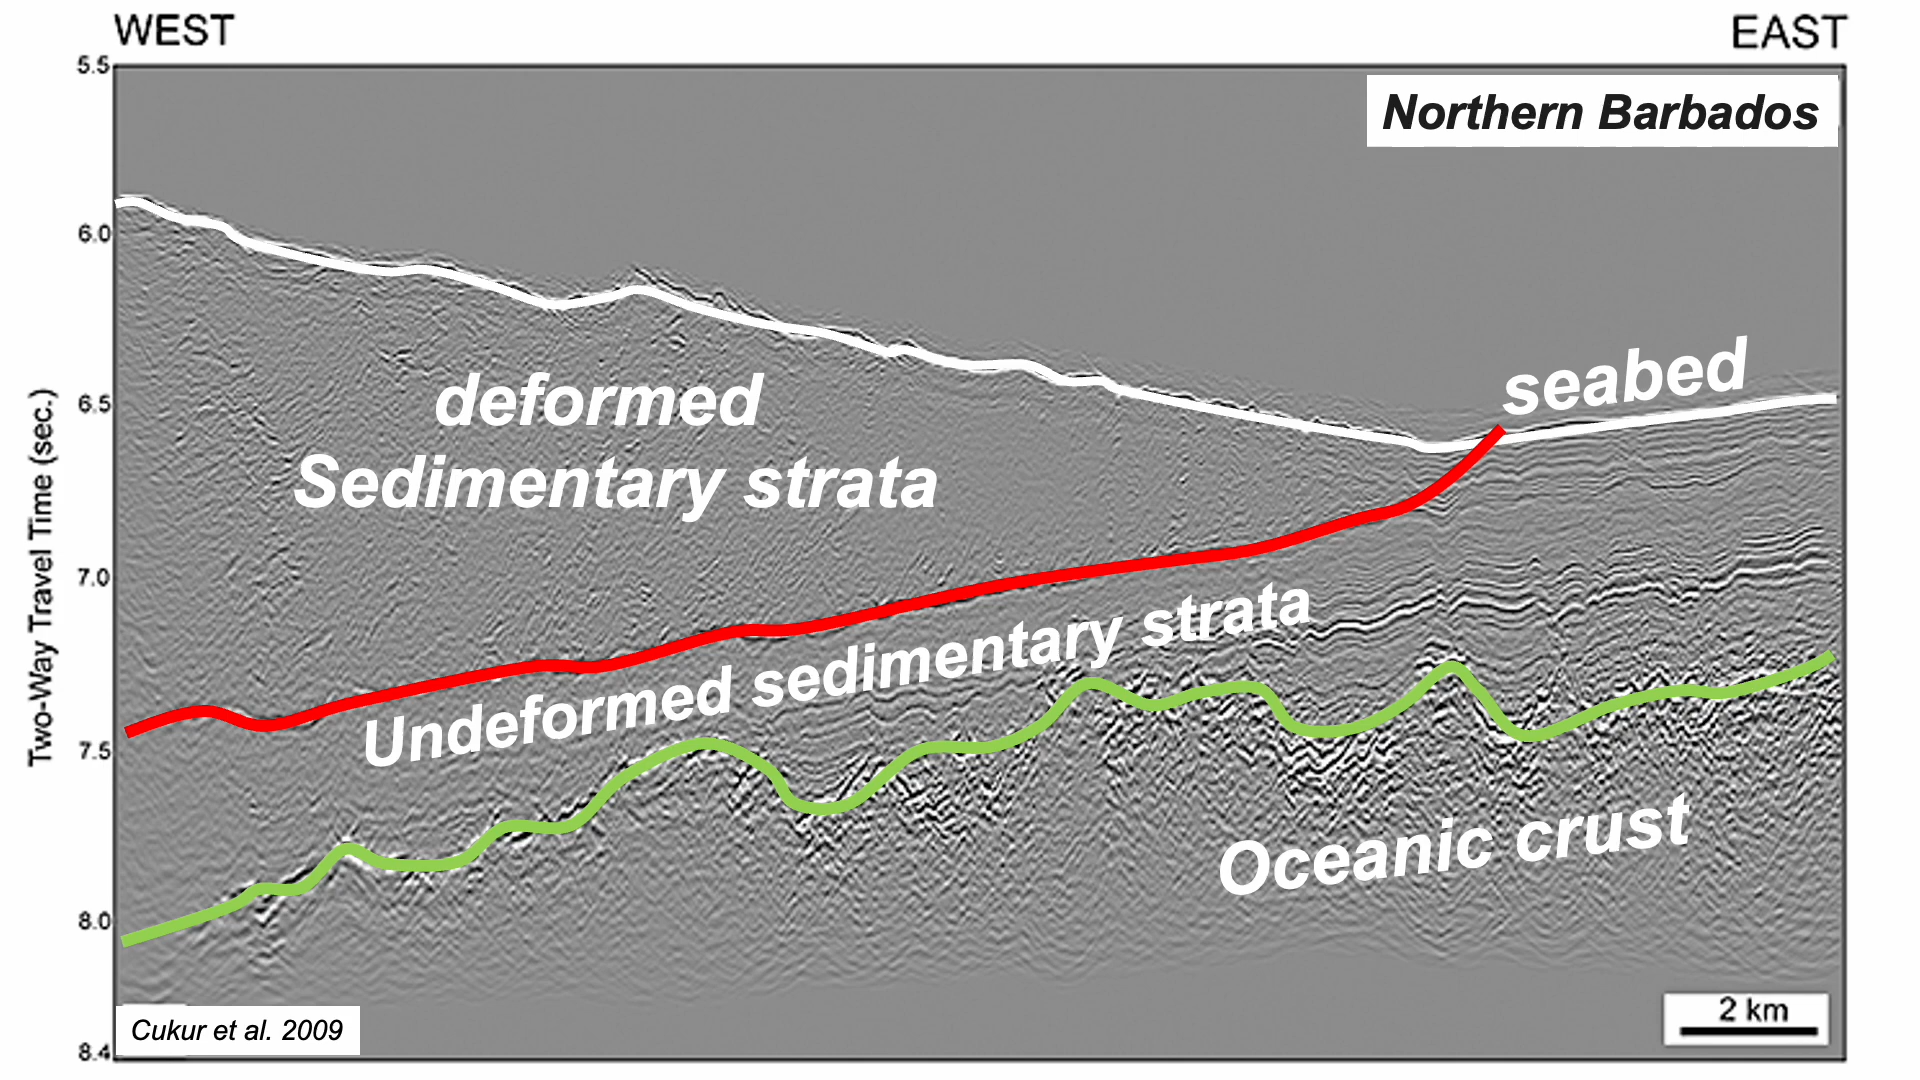 WEST
EAST
5.5
Northern Barbados
6.0
seabed
deformed
6.5
Sedimentary strata
Two-Way Travel Time (sec.)
7.0
Undeformed sedimentary strata
7.5
Oceanic crust
8.0
2 km
Cukur et al. 2009
8.4